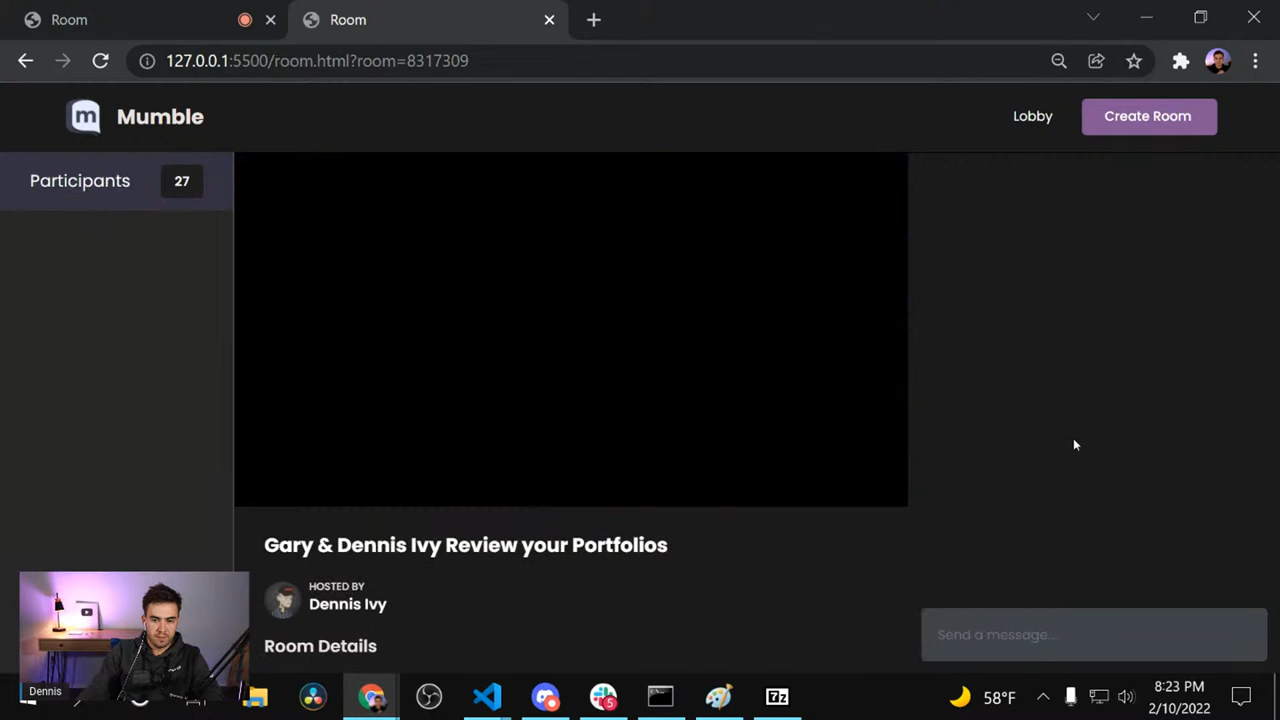 Room
Room
127.0.0.1:5500/room.html?room=8317309
m
Mumble
Lobby
Create Room
Participants
27
Gary & Dennis Ivy Review your Portfolios
HOSTED BY
Dennis Ivy
Room Details
Send a message....
Dennis
5
7z
58°F
8:23 PM
2/10/2022